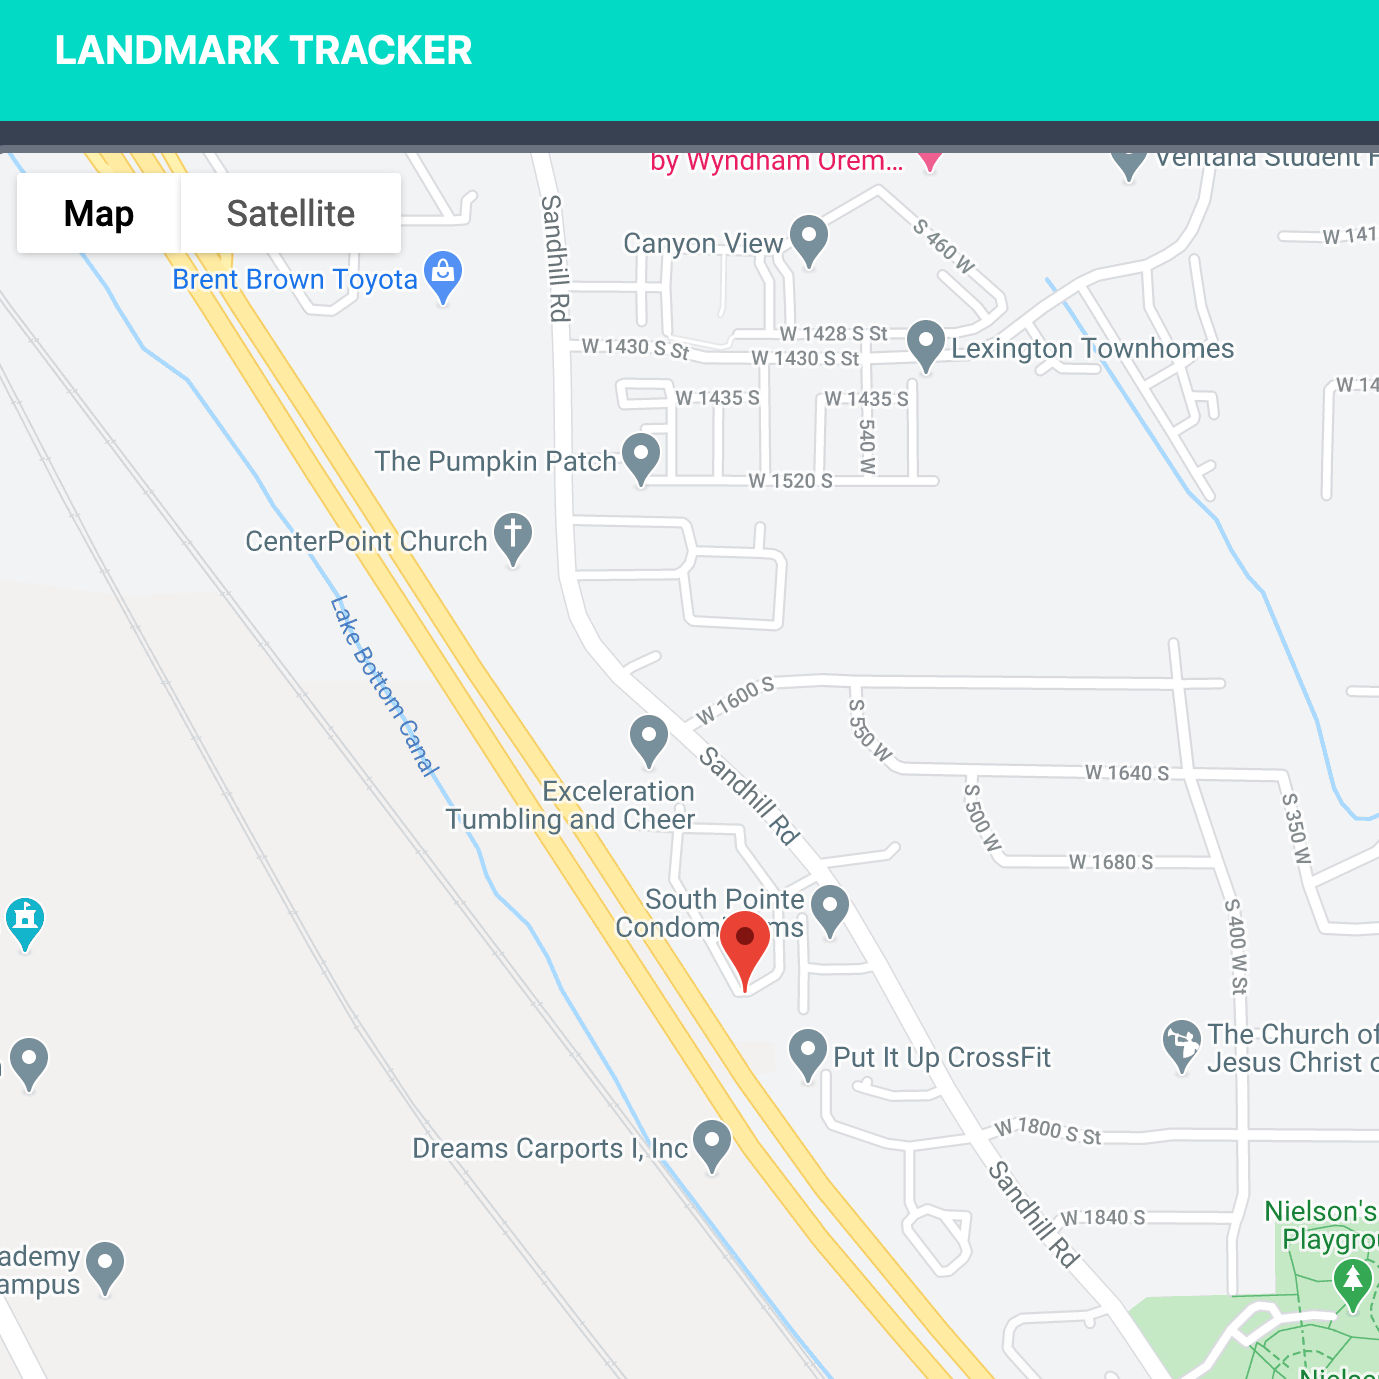 LANDMARK TRACKER
by Wyndham Orem...
Ventana Student
Map
Satellite
Sandhill Rd
Canyon View
S 460 W
W 141
Brent Brown Toyota
W 1428 S St
W 1430 S St
W 1430 S St
Lexington Townhomes
W 1435 S
W 1435 S
W 14
540 W
The Pumpkin Patch
W 1520 S
CenterPoint Church
Lake Bottom Canal
W 1600 S
S 550 W
Sandhill Rd
W 1640 S
Exceleration
Tumbling and Cheer
S 500 W
S 350 W
W 1680 S
South Pointe
Condom ms
S 400 W St
The Church of
Jesus Christ o
Put It Up CrossFit
W 1800 S St
Dreams Carports I, Inc
Sandhill Rd
W 1840 S
Nielson's
Playgro
ademy
ampus